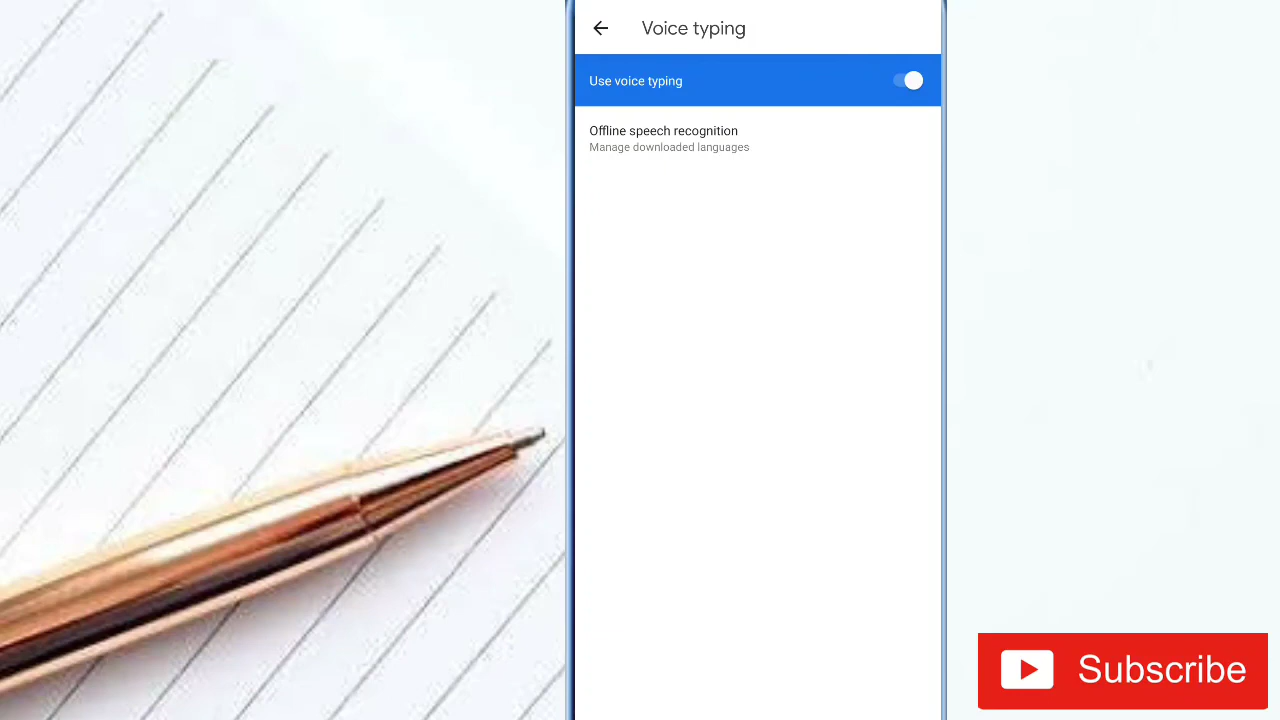 Voice typing
Use voice typing
Offline speech recognition
Manage downloaded languages
Subscribe